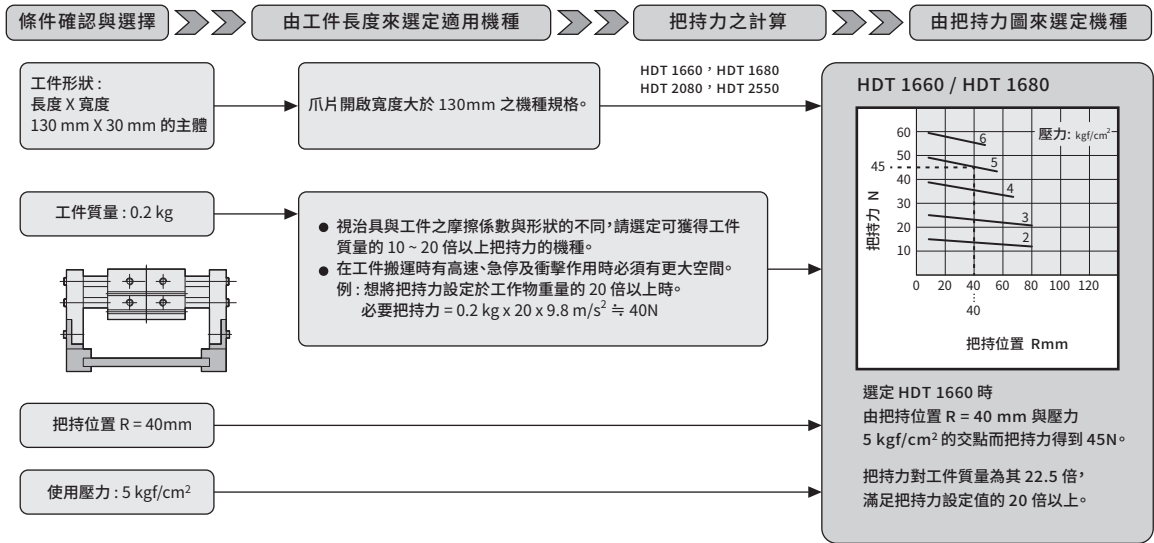 條件確認與選擇
由工件長度來選定適用機種
把持力之計算
由把持力圖來選定機種
工件形狀 :
長度 X 寬度
130 mm X 30 mm 的主體
爪片開啟寬度大於 130mm 之機種規格。
HDT 1660，HDT 1680
HDT 2080，HDT 2550
工件質量 : 0.2 kg
● 視治具與工件之摩擦係數與形狀的不同,請選定可獲得工件
質量的 10 ~ 20 倍以上把持力的機種。
● 在工件搬運時有高速、急停及衝擊作用時必須有更大空間。
例 : 想將把持力設定於工作物重量的 20 倍以上時。
必要把持力 = 0.2 kg x 20 x 9.8 m/s² ≒ 40N
把持位置 R = 40mm
使用壓力 : 5 kgf/cm²
HDT 1660 / HDT 1680
壓力: kgf/cm²
60
50
45
40
30
20
10
6
5
4
3
2
把持力 N
0 20 40 60 80 100 120
40
把持位置 Rmm
選定 HDT 1660 時
由把持位置 R = 40 mm 與壓力
5 kgf/cm² 的交點而把持力得到 45N。
把持力對工件質量為其 22.5 倍,
滿足把持力設定值的 20 倍以上。